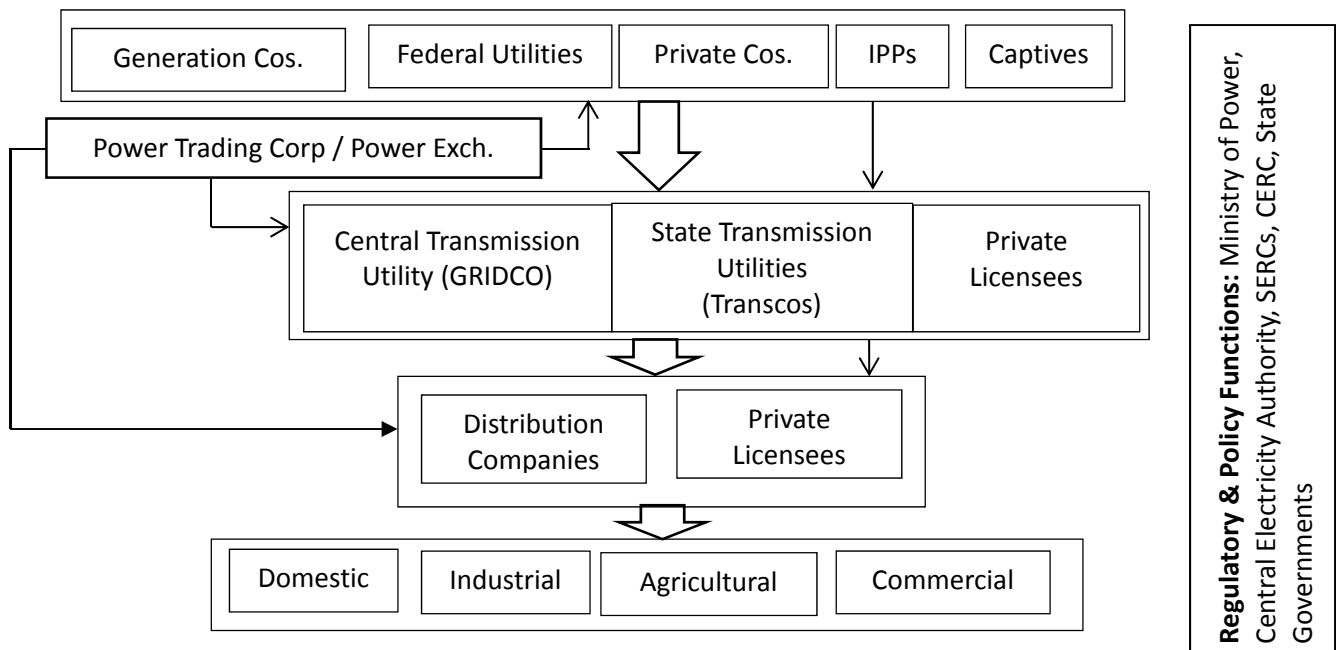 Generation Cos.
Federal Utilities
Private Cos.
IPPs
Captives
Power Trading Corp / Power Exch.
Central Transmission
Utility (GRIDCO)
State Transmission
Utilities
(Transcos)
Private
Licensees
Distribution
Companies
Private
Licensees
Domestic
Industrial
Agricultural
Commercial
Regulatory & Policy Functions: Ministry of Power,
Central Electricity Authority, SERCs, CERC, State
Governments